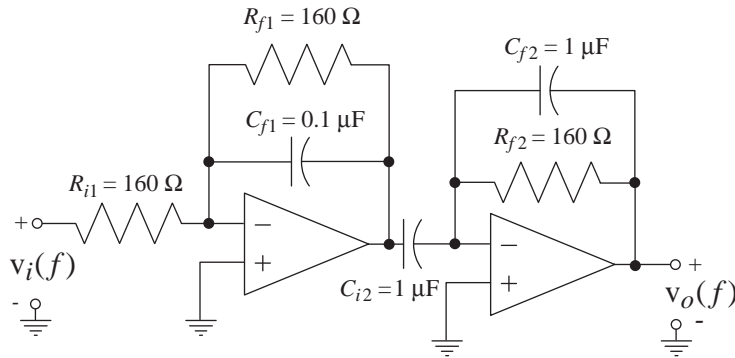 R_f1 = 160 Ω
C_f2 = 1 μF
C_f1 = 0.1 μF
R_f2 = 160 Ω
R_i1 = 160 Ω
+
−
+
v_i(f)
-
−
+
C_i2 = 1 μF
+
v_o(f)
-